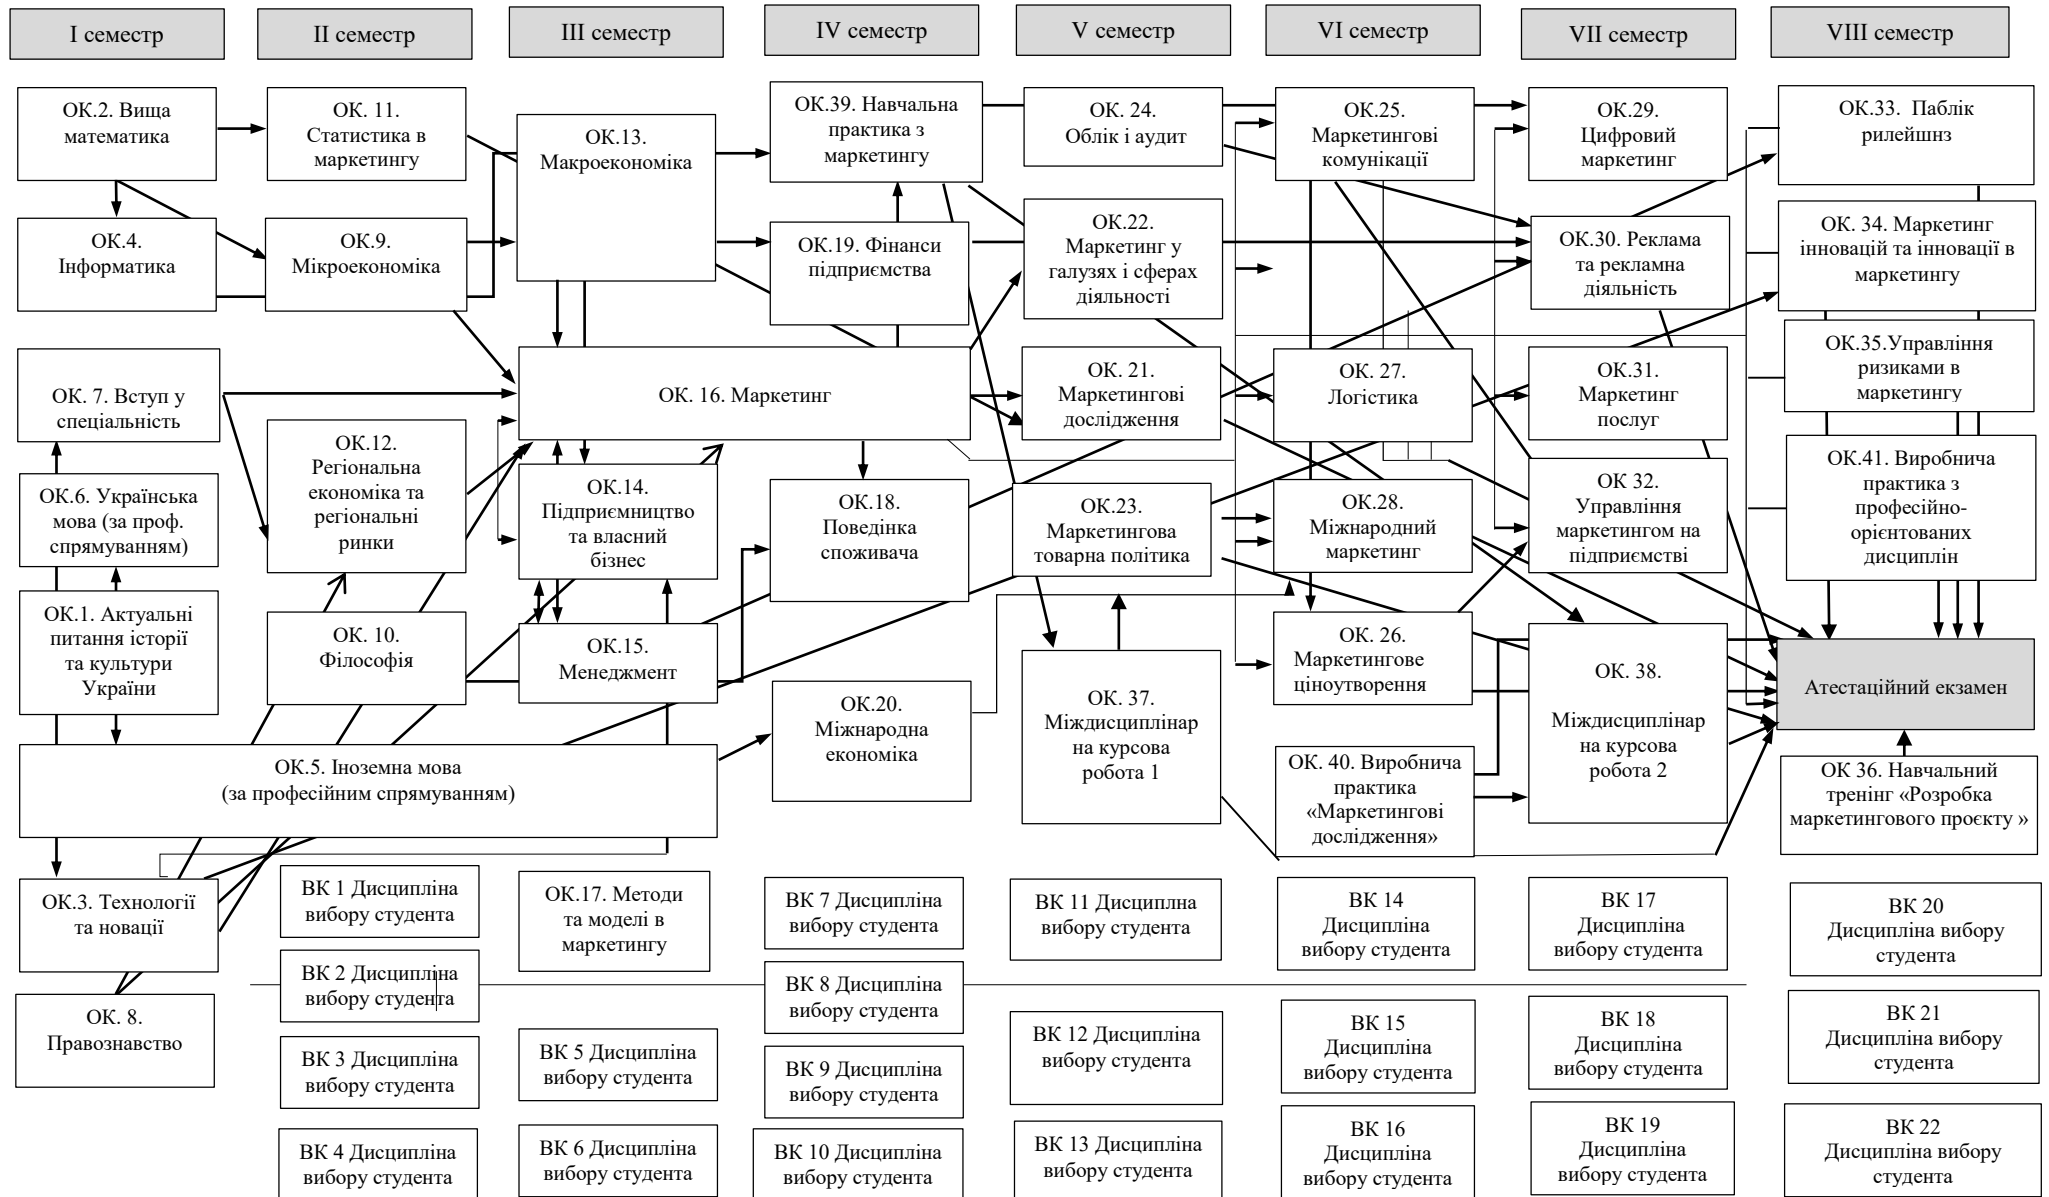 І семестр
ІІ семестр
ІІІ семестр
ІV семестр
V семестр
VI семестр
VII семестр
VIII семестр
ОК.2. Вища
математика
ОК.4.
Інформатика
ОК. 7. Вступ у
спеціальність
ОК.6. Українська
мова (за проф.
спрямуванням)
ОК.1. Актуальні
питання історії
та культури
України
ОК.5. Іноземна мова
(за професійним спрямуванням)
ОК.3. Технології
та новації
ОК. 8.
Правознавство
ОК. 11.
Статистика в
маркетингу
ОК.9.
Мікроекономіка
ОК.12.
Регіональна
економіка та
регіональні
ринки
ОК. 10.
Філософія
ВК 1 Дисципліна
вибору студента
ВК 2 Дисципліна
вибору студента
ВК 3 Дисципліна
вибору студента
ВК 4 Дисципліна
вибору студента
ОК.13.
Макроекономіка
ОК. 16. Маркетинг
ОК.14.
Підприємництво
та власний
бізнес
ОК.15.
Менеджмент
ОК.17. Методи
та моделі в
маркетингу
ВК 5 Дисципліна
вибору студента
ВК 6 Дисципліна
вибору студента
ОК.39. Навчальна
практика з
маркетингу
ОК.19. Фінанси
підприємства
ОК.18.
Поведінка
споживача
ОК.20.
Міжнародна
економіка
ВК 7 Дисципліна
вибору студента
ВК 8 Дисципліна
вибору студента
ВК 9 Дисципліна
вибору студента
ВК 10 Дисципліна
вибору студента
ОК. 24.
Облік і аудит
ОК.22.
Маркетинг у
галузях і сферах
діяльності
ОК. 21.
Маркетингові
дослідження
ОК.23.
Маркетингова
товарна політика
ОК. 37.
Міждисциплінар
на курсова
робота 1
ВК 11 Дисциплна
вибору студента
ВК 12 Дисципліна
вибору студента
ВК 13 Дисципліна
вибору студента
ОК.25.
Маркетингові
комунікації
ОК. 27.
Логістика
ОК.28.
Міжнародний
маркетинг
ОК. 26.
Маркетингове
ціноутворення
ОК. 40. Виробнича
практика
«Маркетингові
дослідження»
ВК 14
Дисципліна
вибору студента
ВК 15
Дисципліна
вибору студента
ВК 16
Дисципліна
вибору студента
ОК.29.
Цифровий
маркетинг
ОК.30. Реклама
та рекламна
діяльність
ОК.31.
Маркетинг
послуг
ОК 32.
Управління
маркетингом на
підприємстві
ОК. 38.
Міждисциплінар
на курсова
робота 2
ВК 17
Дисципліна
вибору студента
ВК 18
Дисципліна
вибору студента
ВК 19
Дисципліна
вибору студента
ОК.33. Паблік
рилейшнз
ОК. 34. Маркетинг
інновацій та інновації в
маркетингу
ОК.35.Управління
ризиками в
маркетингу
ОК.41. Виробнича
практика з
професійно-
орієнтованих
дисциплін
Атестаційний екзамен
ОК 36. Навчальний
тренінг «Розробка
маркетингового проєкту »
ВК 20
Дисципліна вибору
студента
ВК 21
Дисципліна вибору
студента
ВК 22
Дисципліна вибору
студента